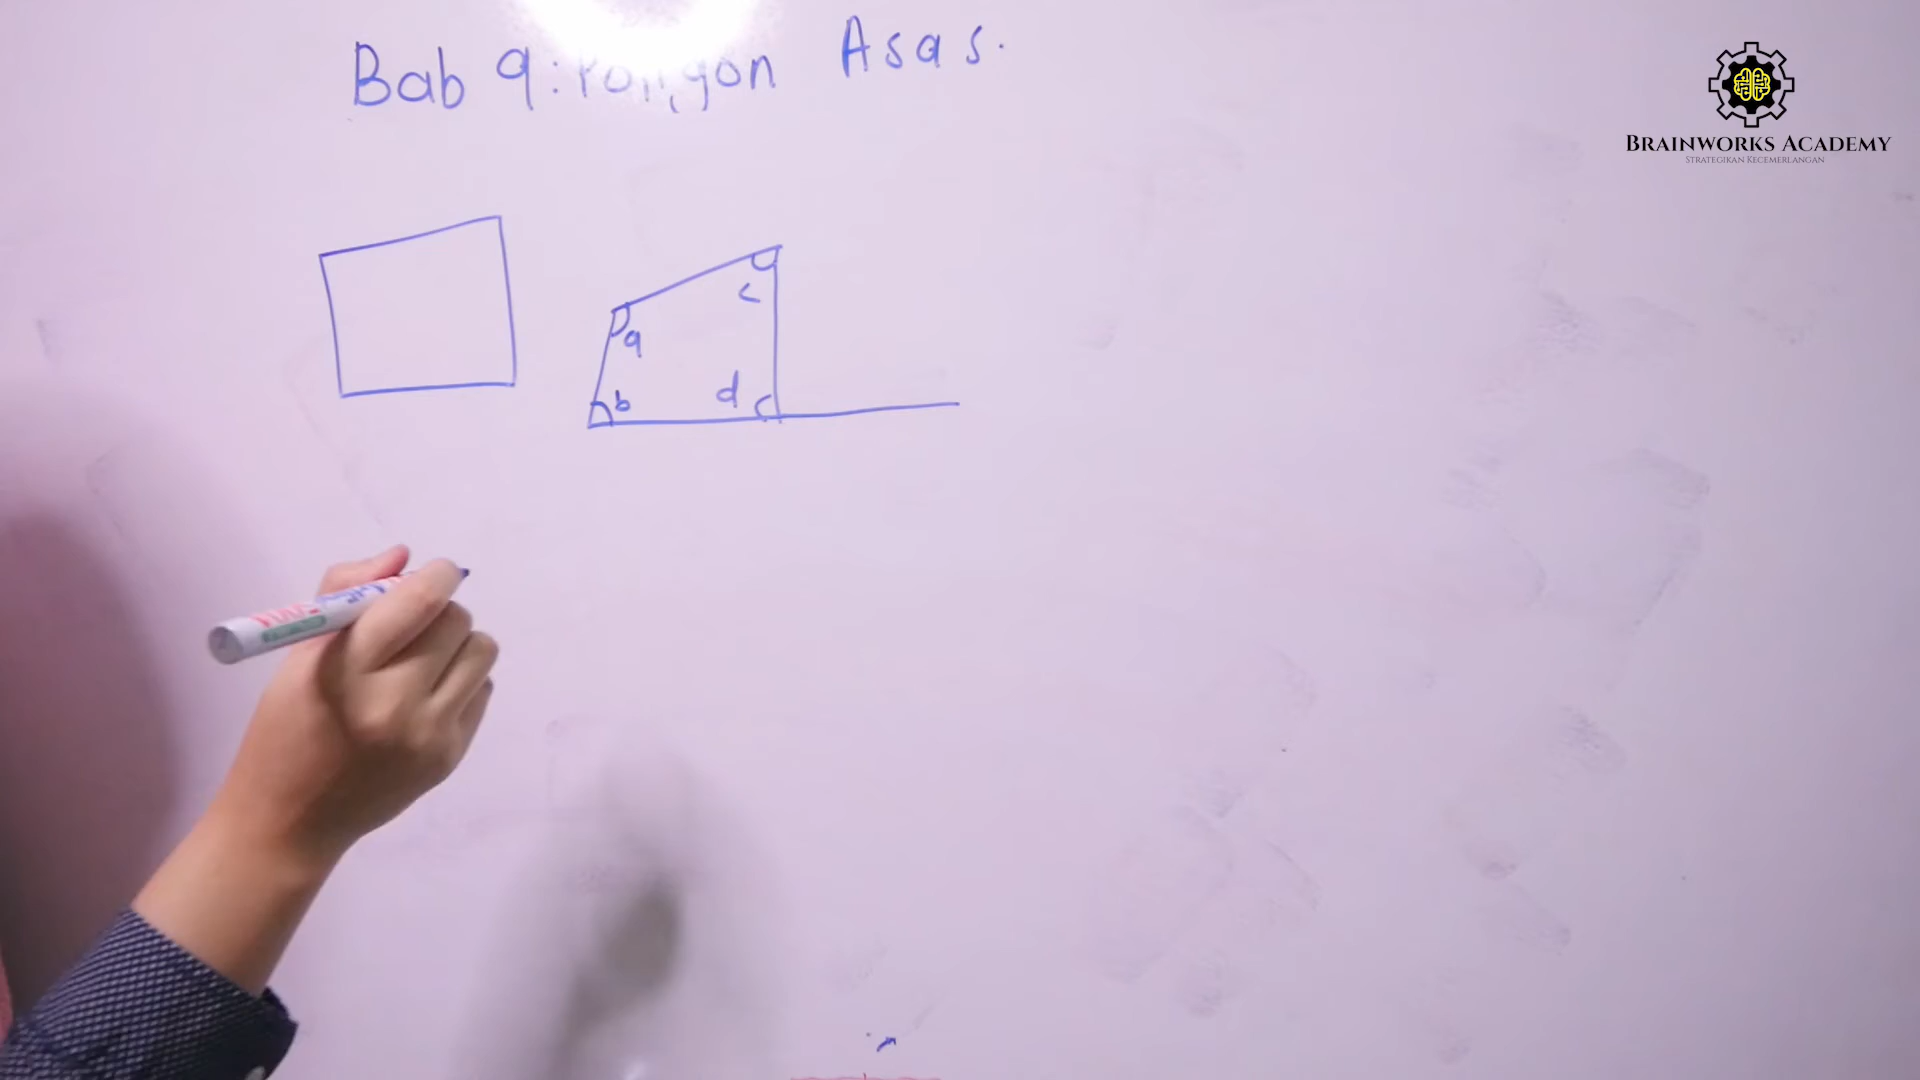 Bab 9: Poligon Asas.
BRAINWORKS ACADEMY
STRATEGIKAN KECEMERLANGAN
c
a
d
b